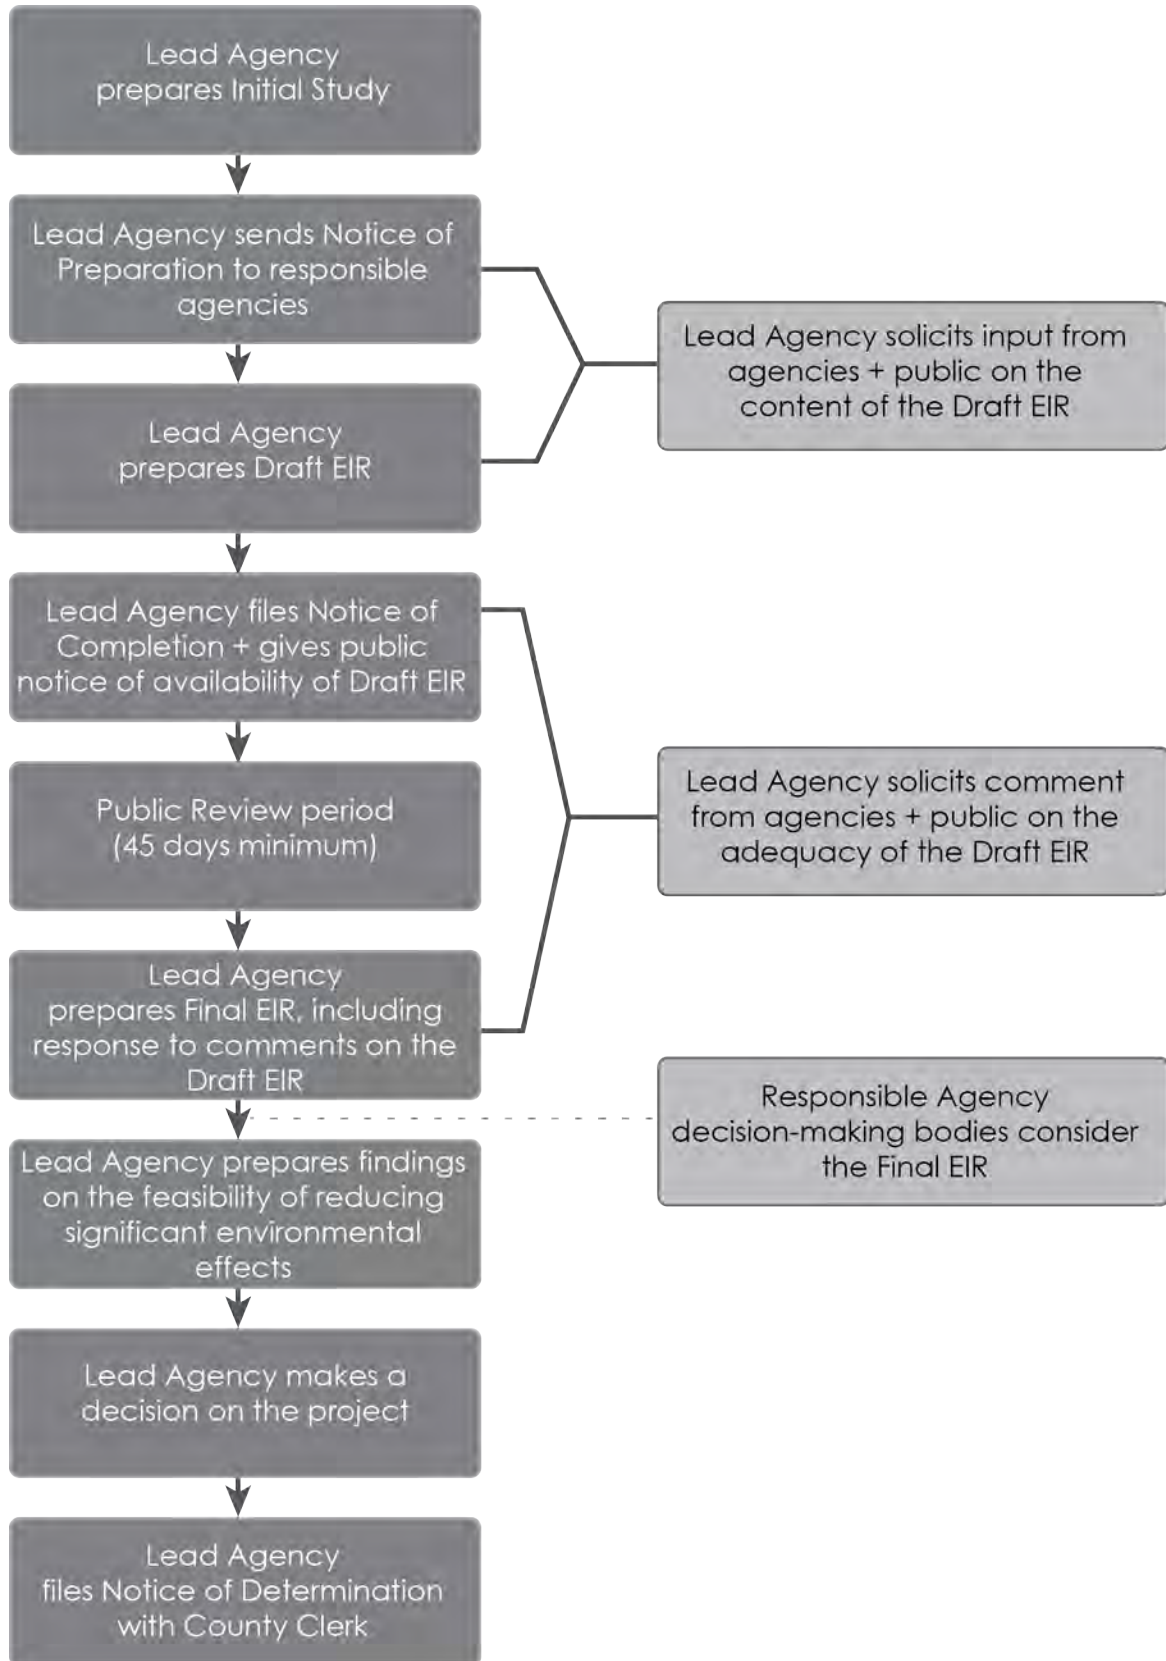 Lead Agency
prepares Initial Study
Lead Agency sends Notice of
Preparation to responsible
agencies
Lead Agency solicits input from
agencies + public on the
content of the Draft EIR
Lead Agency
prepares Draft EIR
Lead Agency files Notice of
Completion + gives public
notice of availability of Draft EIR
Public Review period
(45 days minimum)
Lead Agency solicits comment
from agencies + public on the
adequacy of the Draft EIR
Lead Agency
prepares Final EIR, including
response to comments on the
Draft EIR
Responsible Agency
decision-making bodies consider
the Final EIR
Lead Agency prepares findings
on the feasibility of reducing
significant environmental
effects
Lead Agency makes a
decision on the project
Lead Agency
files Notice of Determination
with County Clerk